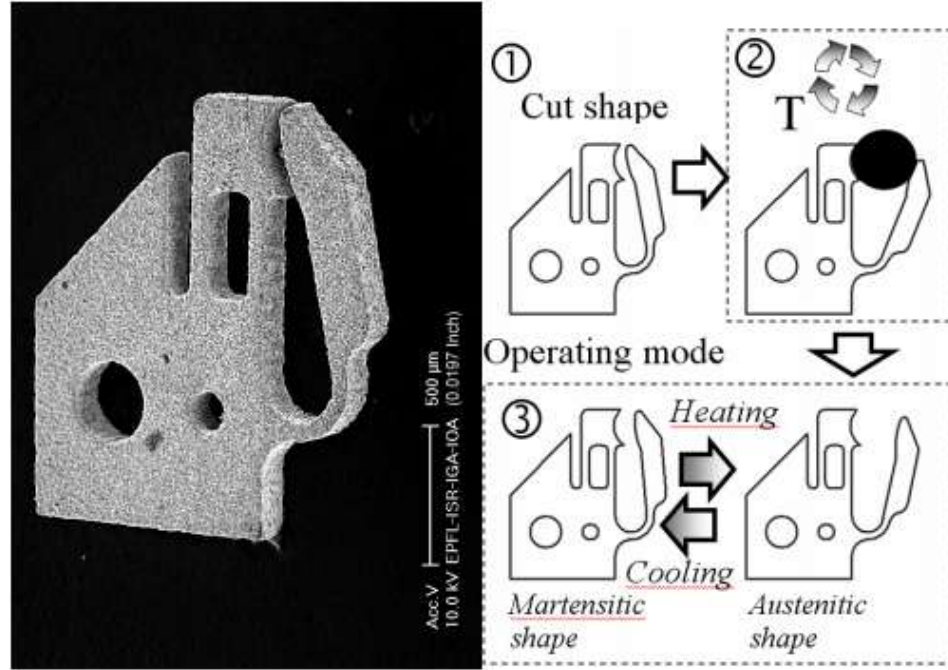 Acc.V 500 µm
10.0 kV EPFL-ISR-IGA-IOA (0.0197 Inch)
①
Cut shape
②
T
Operating mode
③
Heating
Cooling
Martensitic
shape
Austenitic
shape